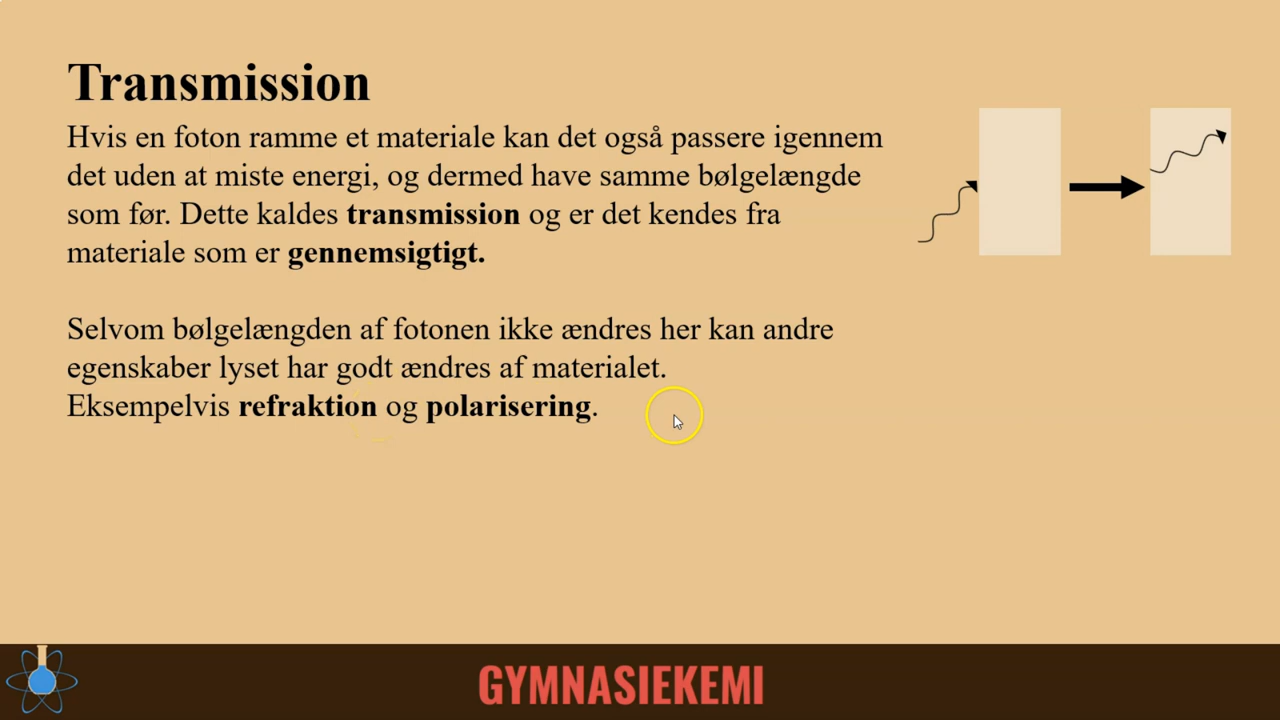 Transmission
Hvis en foton ramme et materiale kan det også passere igennem
det uden at miste energi, og dermed have samme bølgelængde
som før. Dette kaldes transmission og er det kendes fra
materiale som er gennemsigtigt.
Selvom bølgelængden af fotonen ikke ændres her kan andre
egenskaber lyset har godt ændres af materialet.
Eksempelvis refraktion og polarisering.
GYMNASIEKEMI